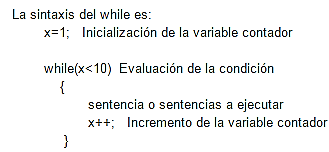 La sintaxis del while es:
x=1; Inicialización de la variable contador
while(x<10) Evaluación de la condición
{
sentencia o sentencias a ejecutar
x++; Incremento de la variable contador
}